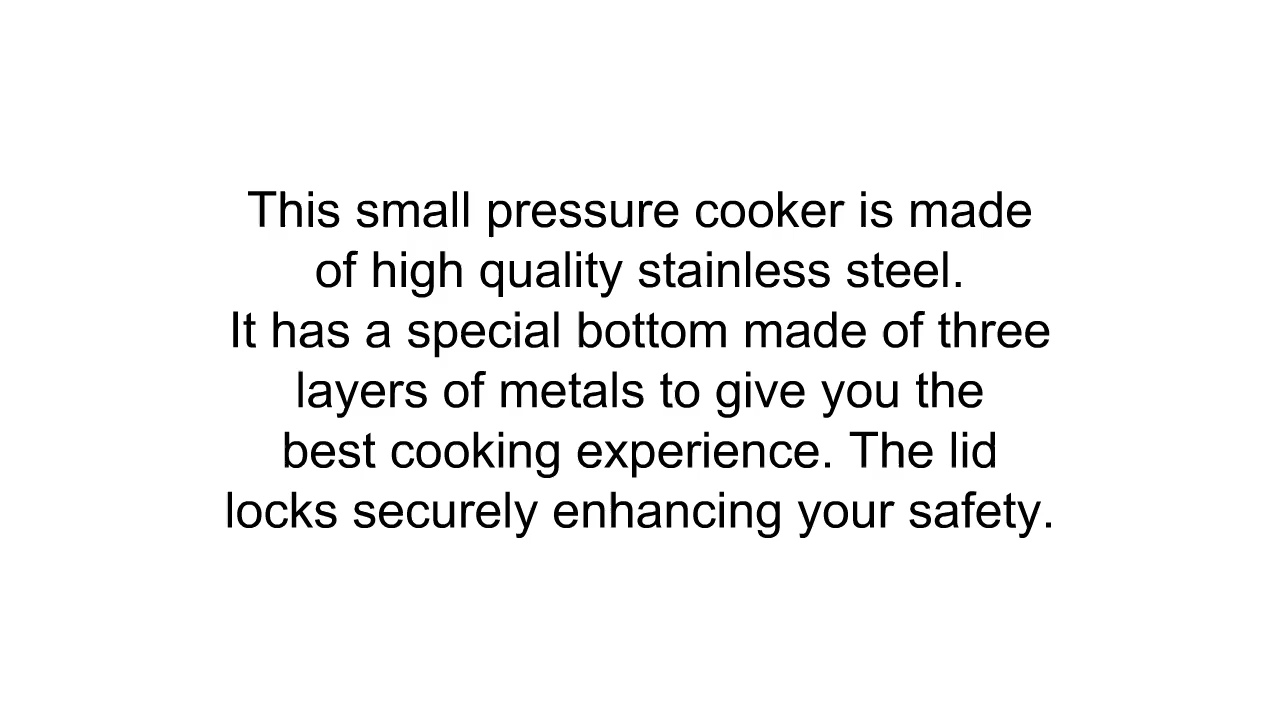 This small pressure cooker is made
of high quality stainless steel.
It has a special bottom made of three
layers of metals to give you the
best cooking experience. The lid
locks securely enhancing your safety.